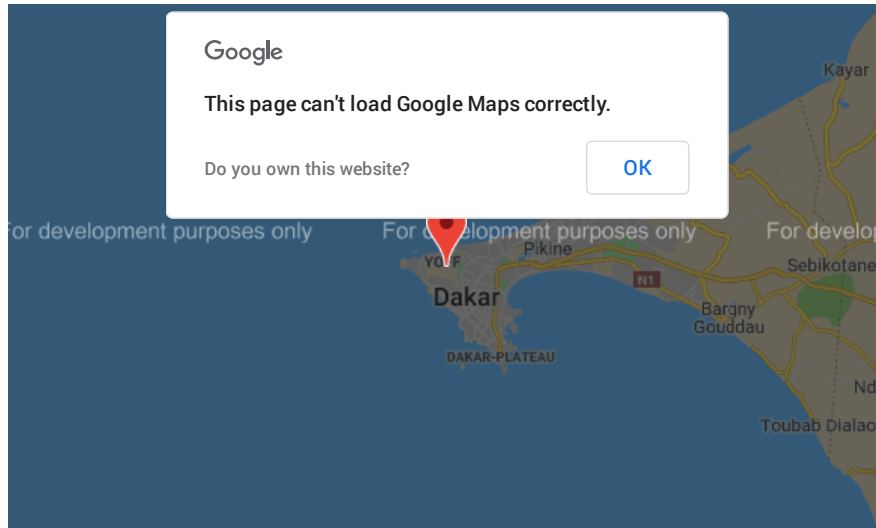 Google
This page can't load Google Maps correctly.
Do you own this website?
OK
Kayar
For development purposes only
For development purposes only
For develop
Pikine
YOFF
Sebikotane
N1
Dakar
Bargny
Gouddau
DAKAR-PLATEAU
Nd
Toubab Dialao